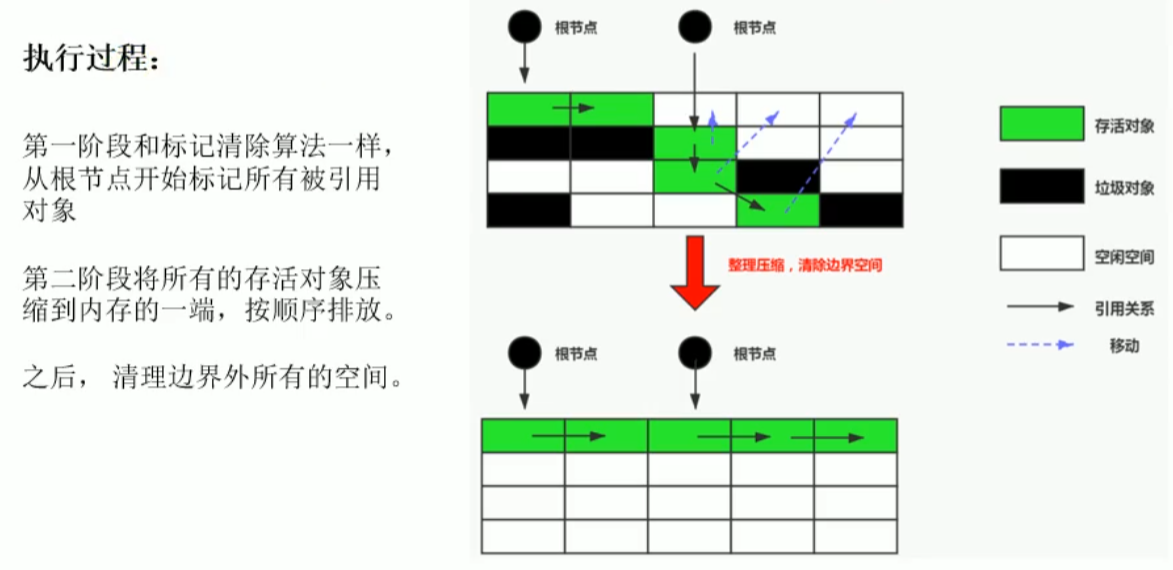 执行过程：
第一阶段和标记清除算法一样，
从根节点开始标记所有被引用
对象
第二阶段将所有的存活对象压
缩到内存的一端，按顺序排放。
之后， 清理边界外所有的空间。
根节点
根节点
存活对象
垃圾对象
空闲空间
引用关系
移动
整理压缩，清除边界空间
根节点
根节点